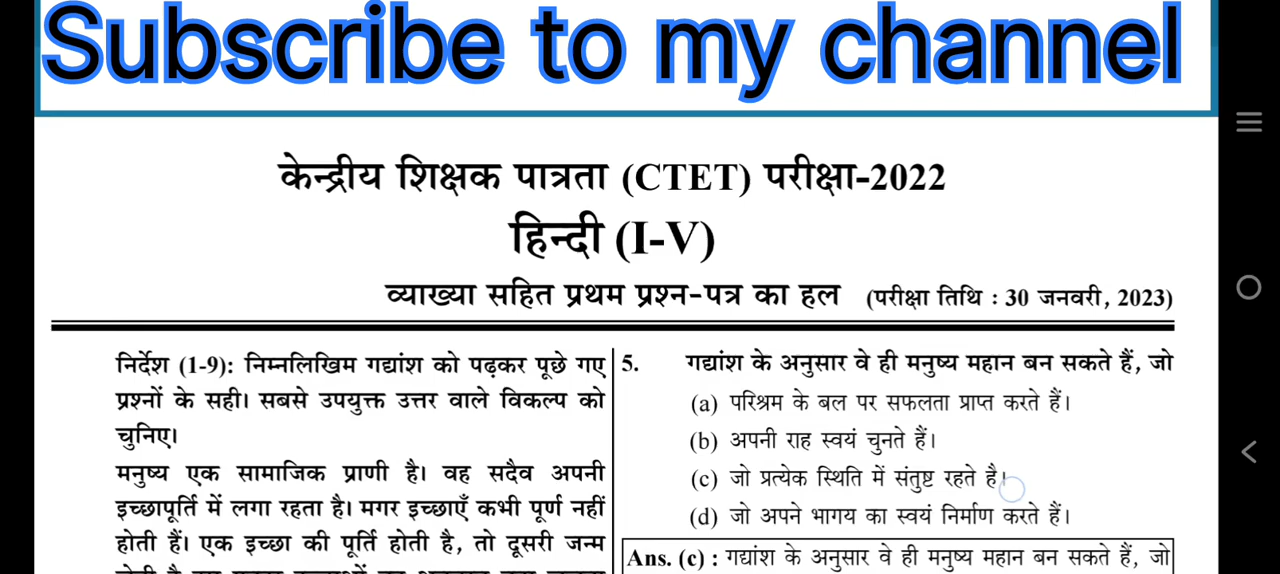 Subscribe to my channel
केन्द्रीय शिक्षक पात्रता (CTET) परीक्षा-2022
हिन्दी (I-V)
व्याख्या सहित प्रथम प्रश्न-पत्र का हल (परीक्षा तिथि : 30 जनवरी, 2023)
निर्देश (1-9): निम्नलिखिम गद्यांश को पढ़कर पूछे गए
प्रश्नों के सही। सबसे उपयुक्त उत्तर वाले विकल्प को
चुनिए।
मनुष्य एक सामाजिक प्राणी है। वह सदैव अपनी
इच्छापूर्ति में लगा रहता है। मगर इच्छाएँ कभी पूर्ण नहीं
होती हैं। एक इच्छा की पूर्ति होती है, तो दूसरी जन्म
5. गद्यांश के अनुसार वे ही मनुष्य महान बन सकते हैं, जो
(a) परिश्रम के बल पर सफलता प्राप्त करते हैं।
(b) अपनी राह स्वयं चुनते हैं।
(c) जो प्रत्येक स्थिति में संतुष्ट रहते है।
(d) जो अपने भागय का स्वयं निर्माण करते हैं।
Ans. (c) : गद्यांश के अनुसार वे ही मनुष्य महान बन सकते हैं, जो